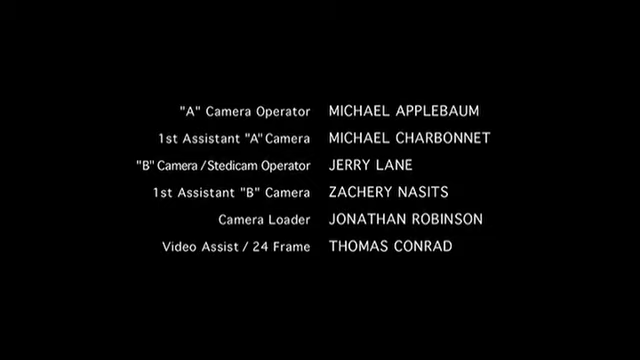 "A" Camera Operator MICHAEL APPLEBAUM
1st Assistant "A" Camera MICHAEL CHARBONNET
"B" Camera / Stedicam Operator JERRY LANE
1st Assistant "B" Camera ZACHERY NASITS
Camera Loader JONATHAN ROBINSON
Video Assist / 24 Frame THOMAS CONRAD